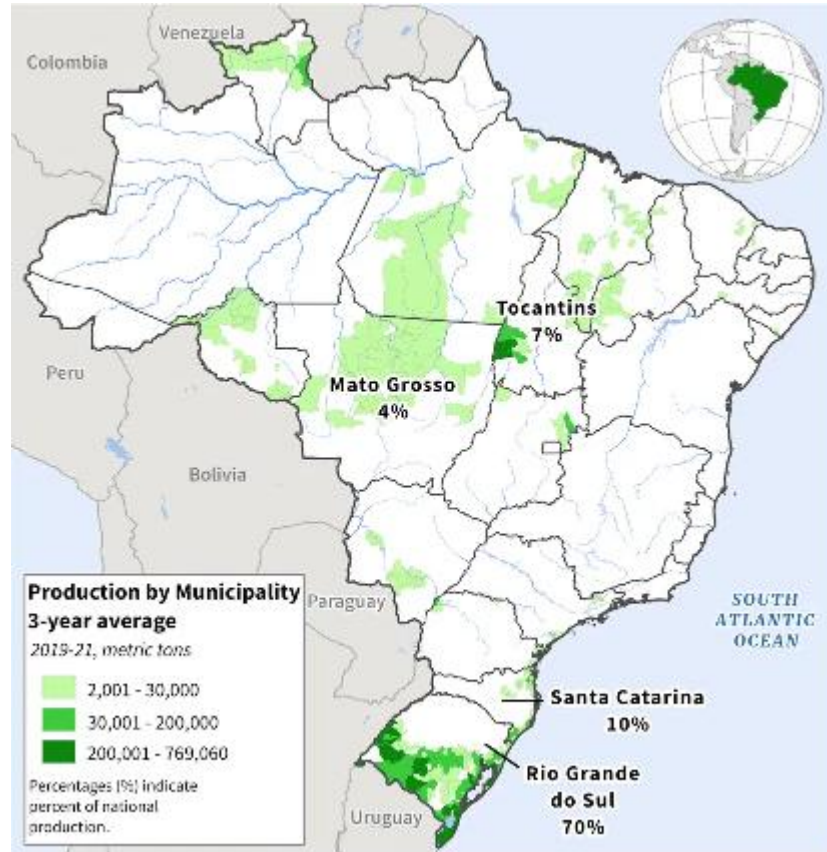 Venezuela
Colombia
Tocantins
7%
Peru
Mato Grosso
4%
Bolivia
Production by Municipality
3-year average
2019-21, metric tons
2,001 - 30,000
30,001 - 200,000
200,001 - 769,060
Percentages (%) indicate
percent of national
production.
Paraguay
SOUTH
ATLANTIC
OCEAN
Santa Catarina
10%
Rio Grande
do Sul
70%
Uruguay